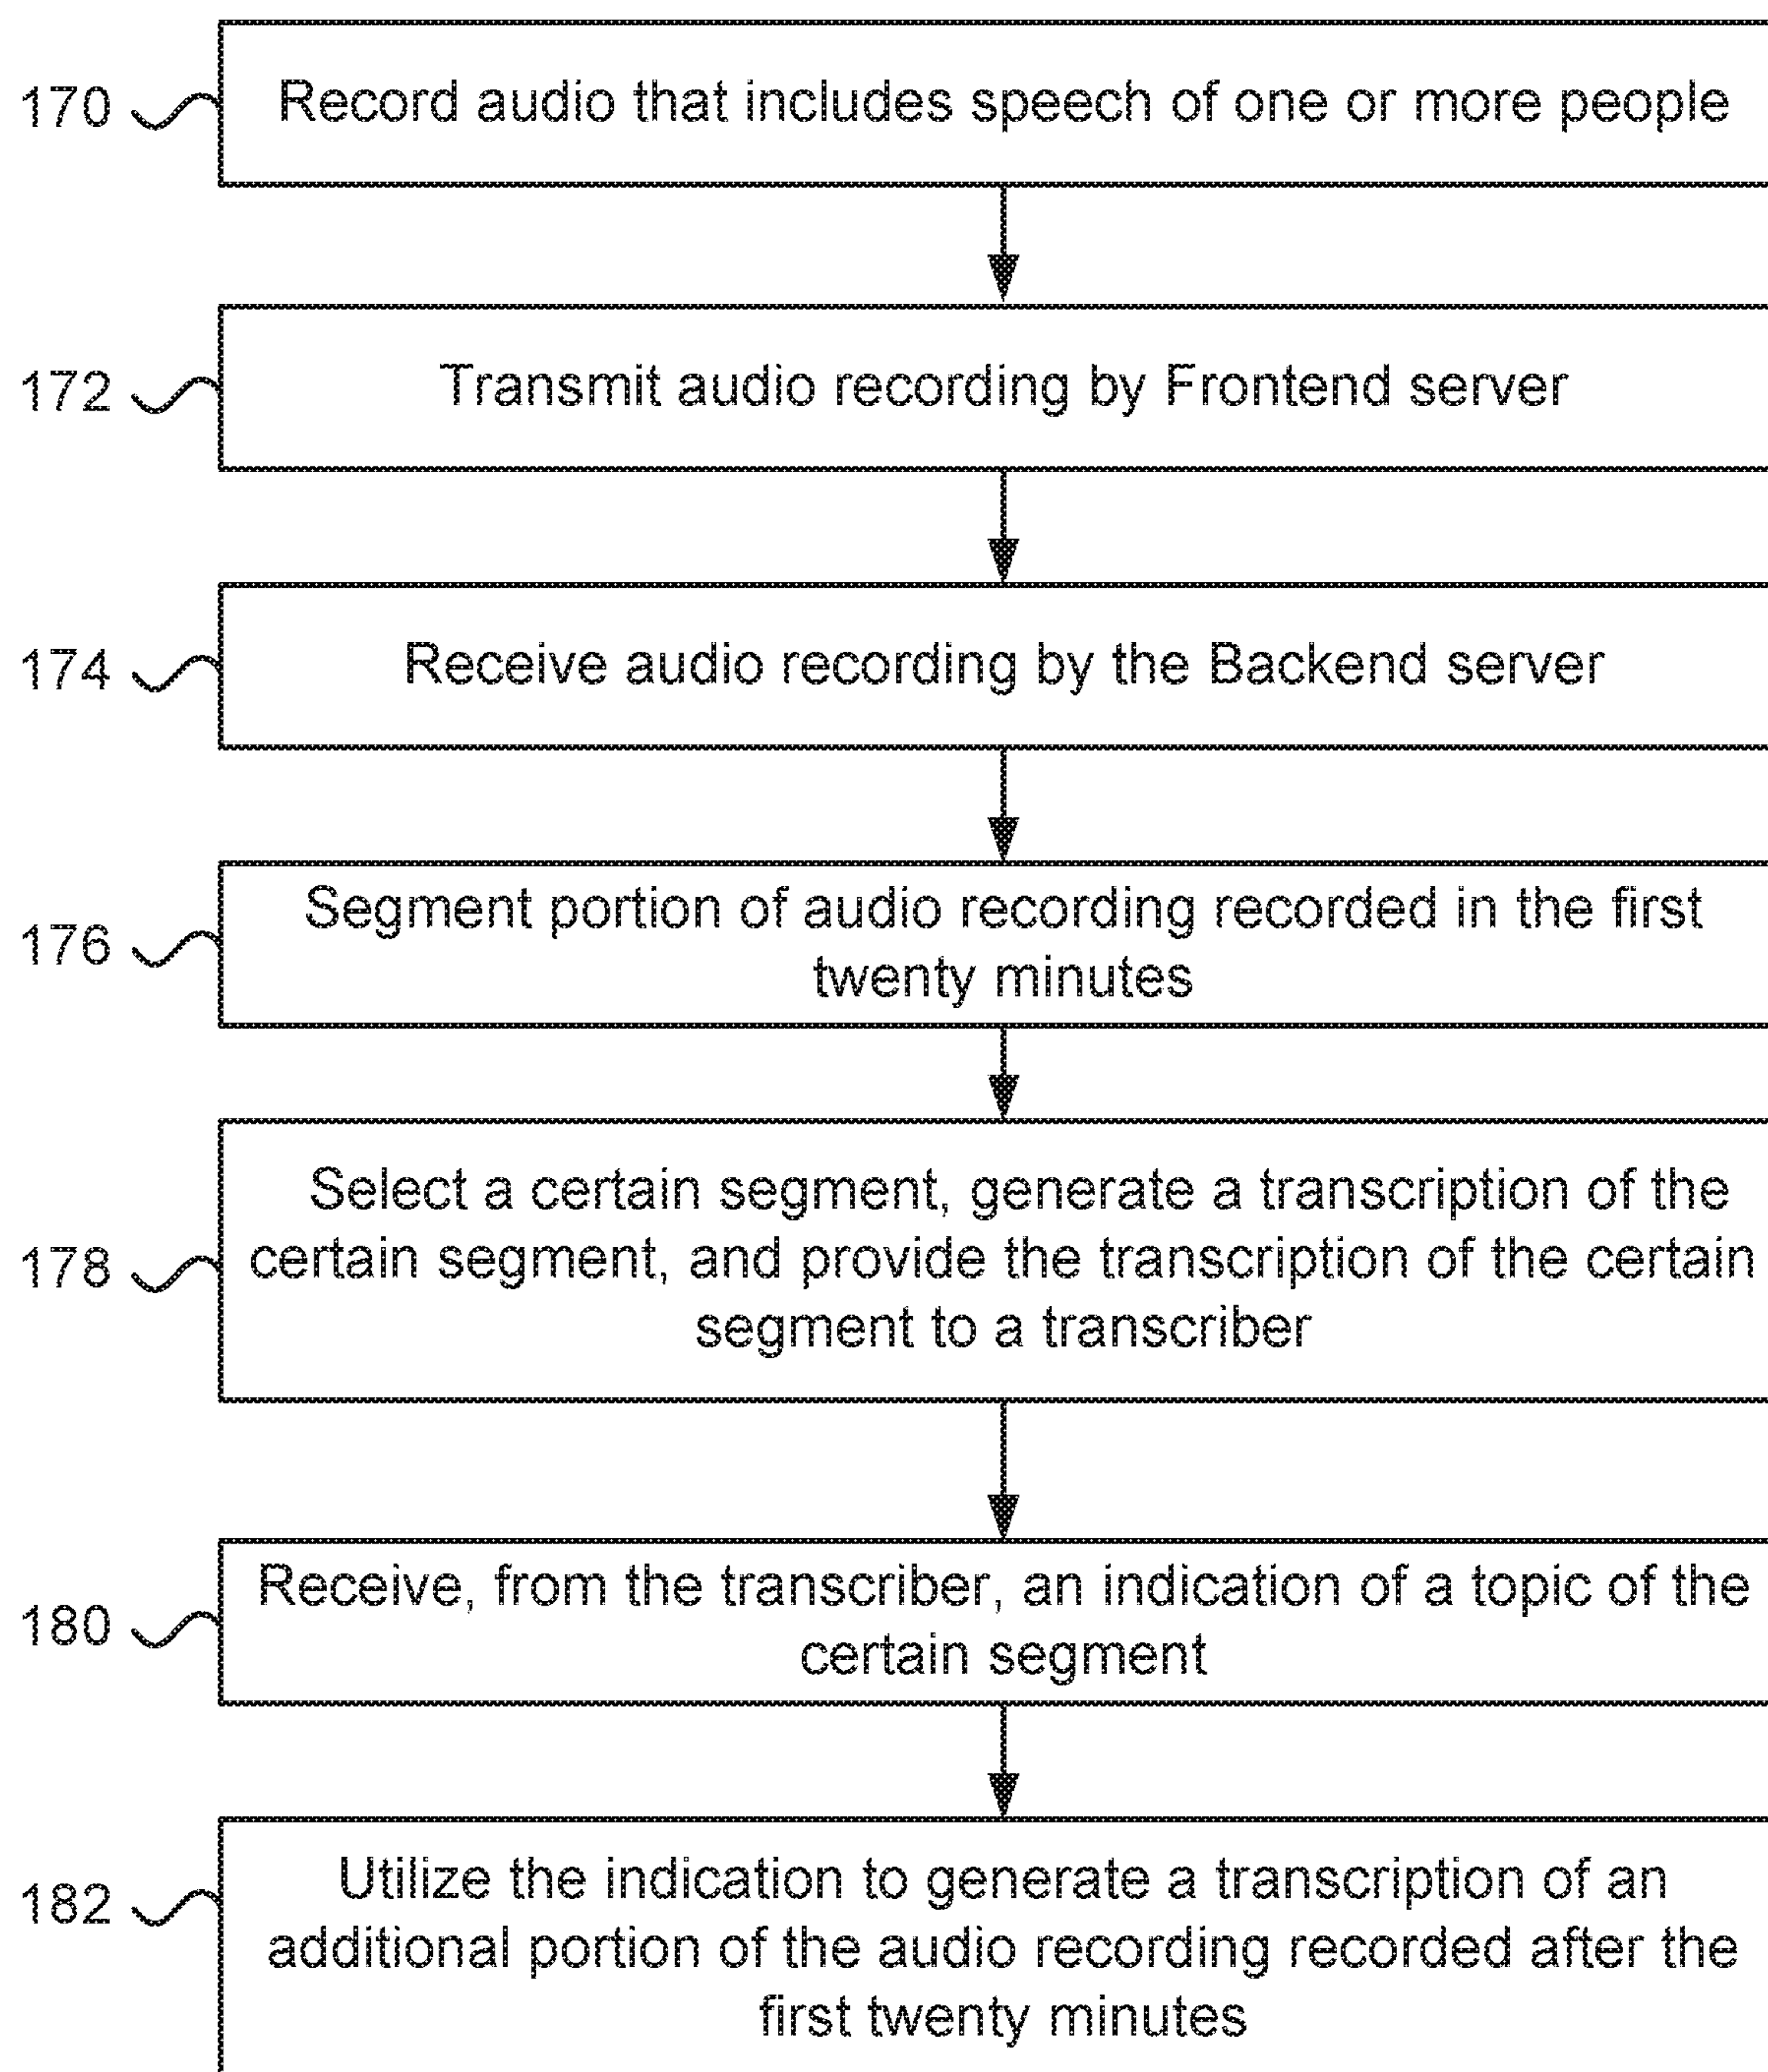 170 Record audio that includes speech of one or more people
172 Transmit audio recording by Frontend server
174 Receive audio recording by the Backend server
176 Segment portion of audio recording recorded in the first
twenty minutes
178 Select a certain segment, generate a transcription of the
certain segment, and provide the transcription of the certain
segment to a transcriber
180 Receive, from the transcriber, an indication of a topic of the
certain segment
182 Utilize the indication to generate a transcription of an
additional portion of the audio recording recorded after the
first twenty minutes